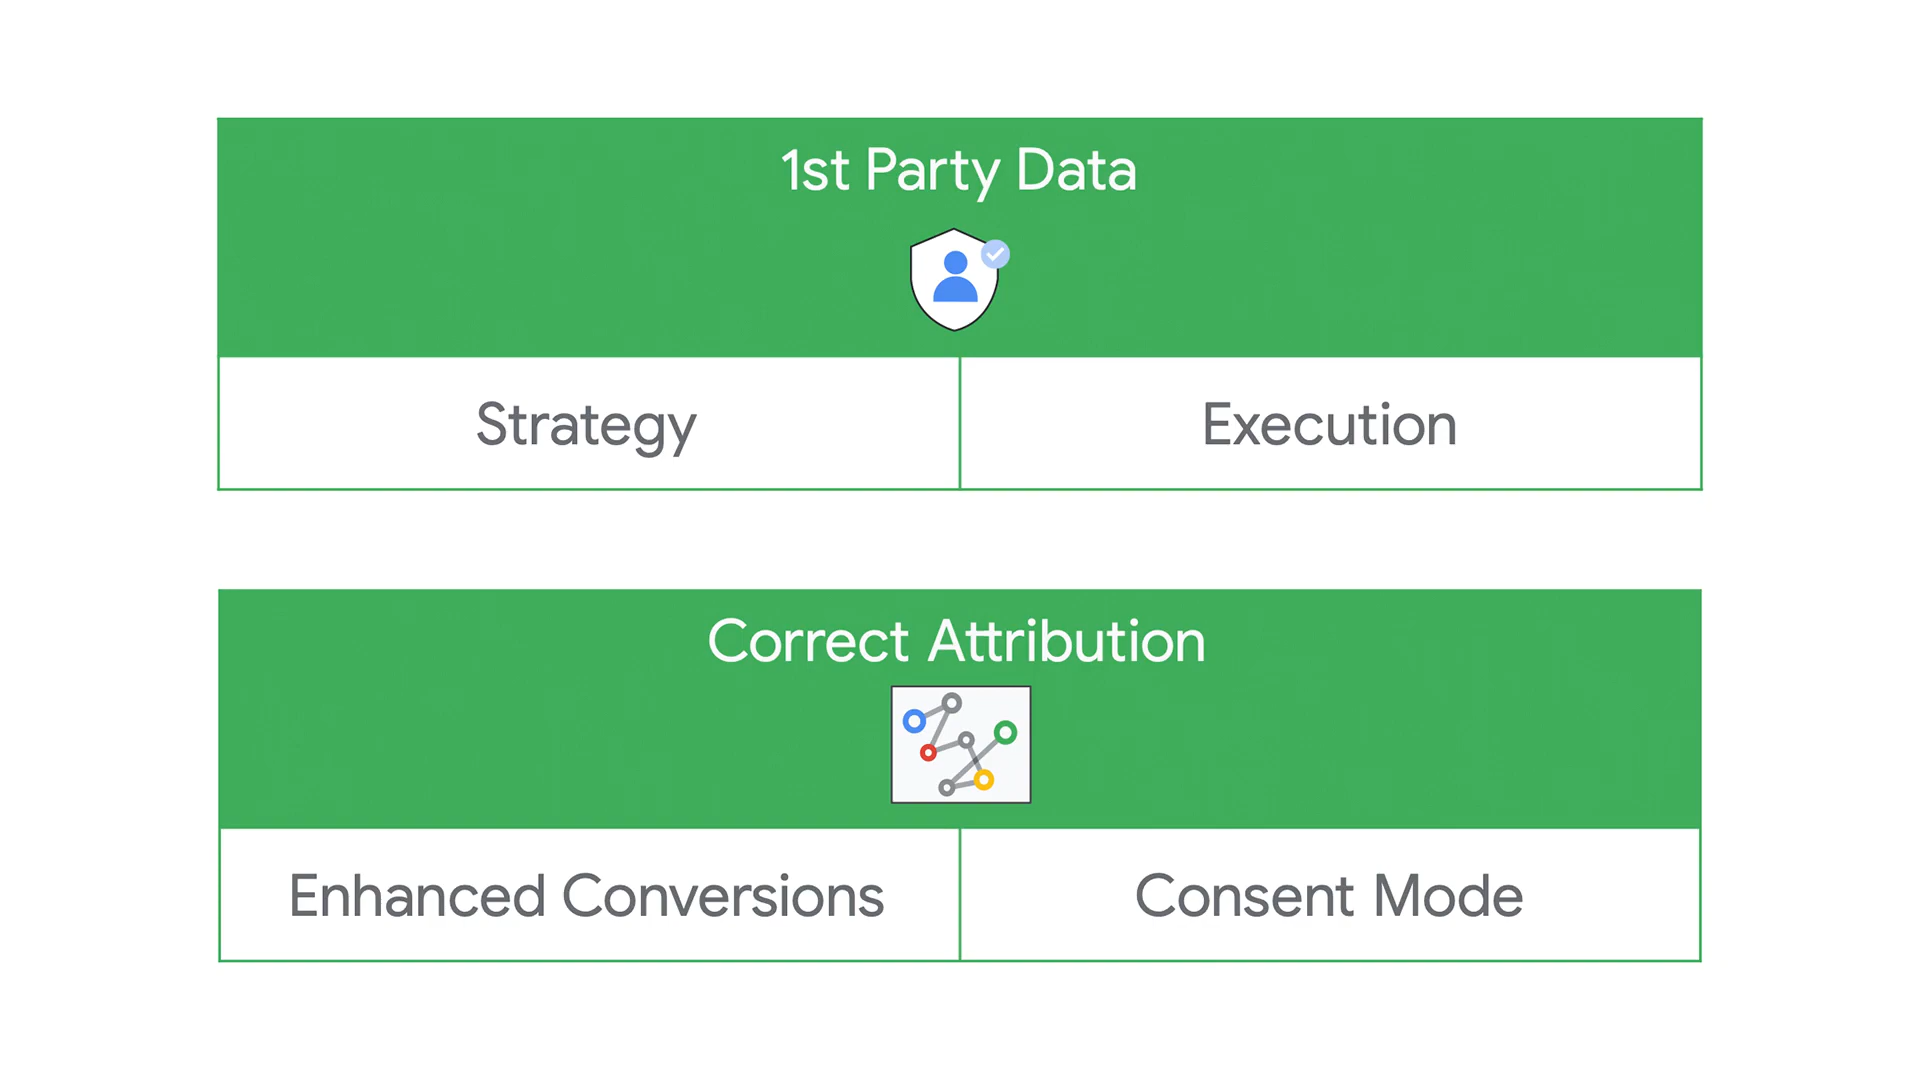 1st Party Data
Strategy
Execution
Correct Attribution
Enhanced Conversions
Consent Mode